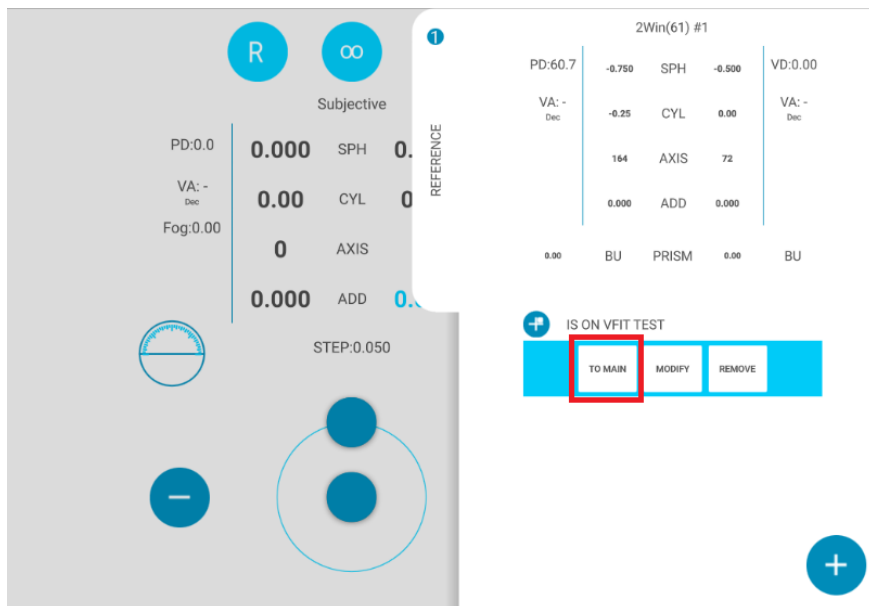 R
∞
Subjective
PD:0.0
0.000 SPH 0.
VA: -
Dec
0.00 CYL 0
Fog:0.00
0 AXIS
0.000 ADD 0.
STEP:0.050
−
1
REFERENCE
2Win(61) #1
PD:60.7 -0.750 SPH -0.500 VD:0.00
VA: - -0.25 CYL 0.00 VA: -
Dec Dec
164 AXIS 72
0.000 ADD 0.000
0.00 BU PRISM 0.00 BU
IS ON VFIT TEST
TO MAIN MODIFY REMOVE
+